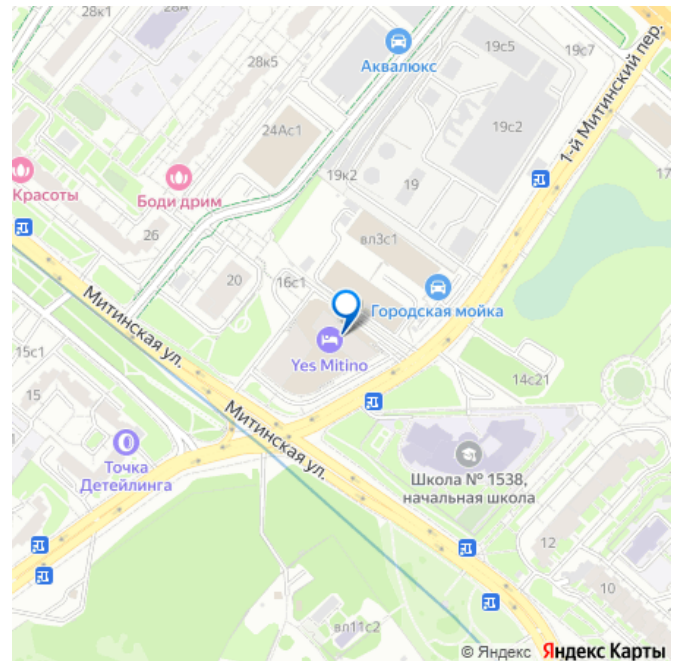 28к1
28А
19с5
19с7
Аквалюкс
28к5
1-й Митинский пер.
24Ас1
19с2
19к2
19
17
Красоты
Боди дрим
26
вл3с1
20
16с1
Городская мойка
Митинская ул.
Yes Mitino
15с1
14с21
15
Митинская ул.
Точка
Детейлинга
Школа № 1538,
начальная школа
12
10
вл11с2
© Яндекс Яндекс Карты